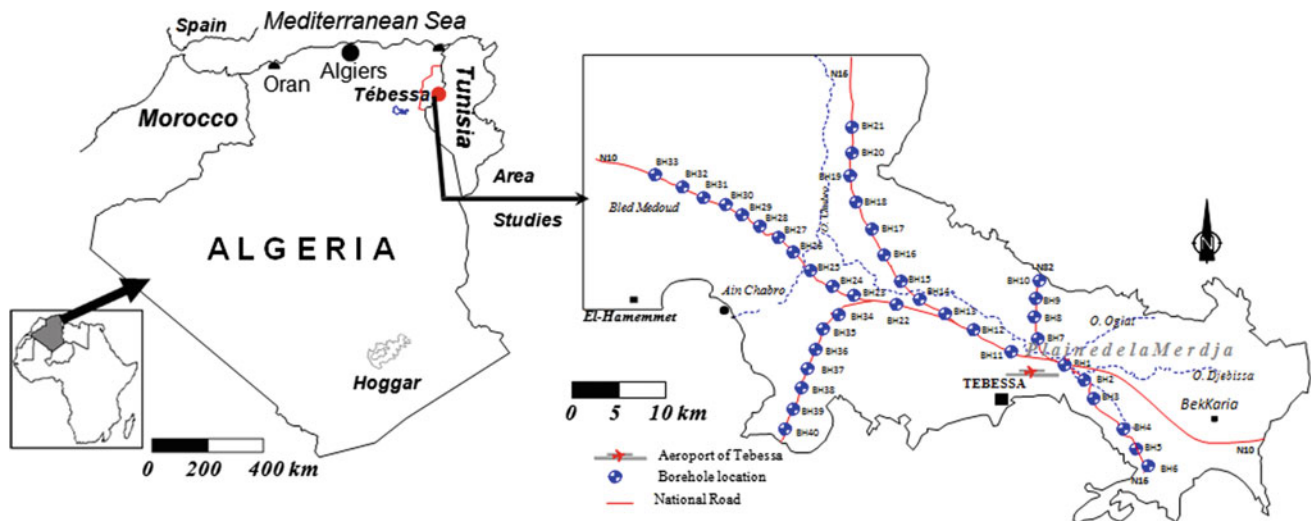 Spain
Mediterranean Sea
Oran
Algiers
Tébessa
Tunisia
Morocco
Area
Studies
ALGERIA
Hoggar
0 200 400 km
N16
BH21
BH20
BH19
BH18
BH17
BH16
BH15
BH14
BH13
BH12
BH11
N10
BH33
BH32
BH31
BH30
BH29
BH28
BH27
BH26
BH25
BH24
BH23
BH22
Bled Medoud
O. Chabro
Ain Chabro
El-Hamemmet
BH34
BH35
BH36
BH37
BH38
BH39
BH40
N
N82
BH10
BH9
BH8
BH7
O. Ogiat
PlainedelaMerdja
BH1
BH2
BH3
BH4
BH5
BH6
N16
O. Djebissa
BekKaria
N10
TEBESSA
0 5 10 km
Aeroport of Tebessa
Borehole location
National Road